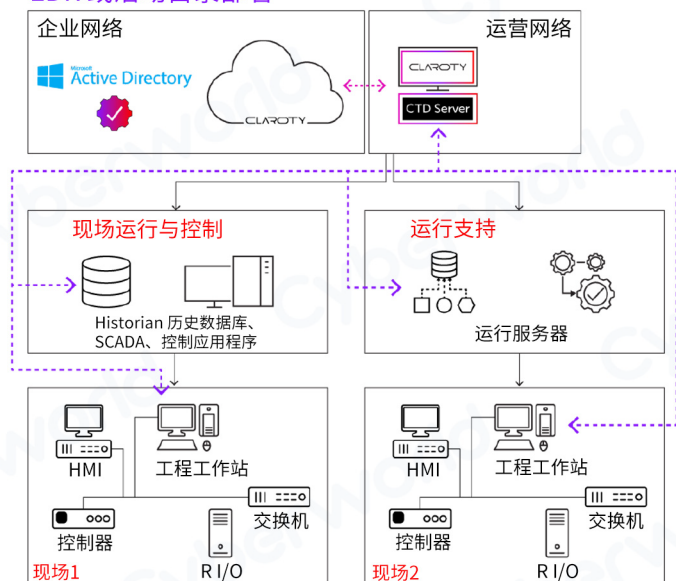 企业网络
运营网络
Microsoft
Active Directory
CLAROTY
CLAROTY
CTD Server
现场运行与控制
运行支持
Historian 历史数据库、
SCADA、控制应用程序
运行服务器
HMI
工程工作站
HMI
工程工作站
控制器
交换机
控制器
交换机
现场1
R I/O
现场2
R I/O
Cyberworld